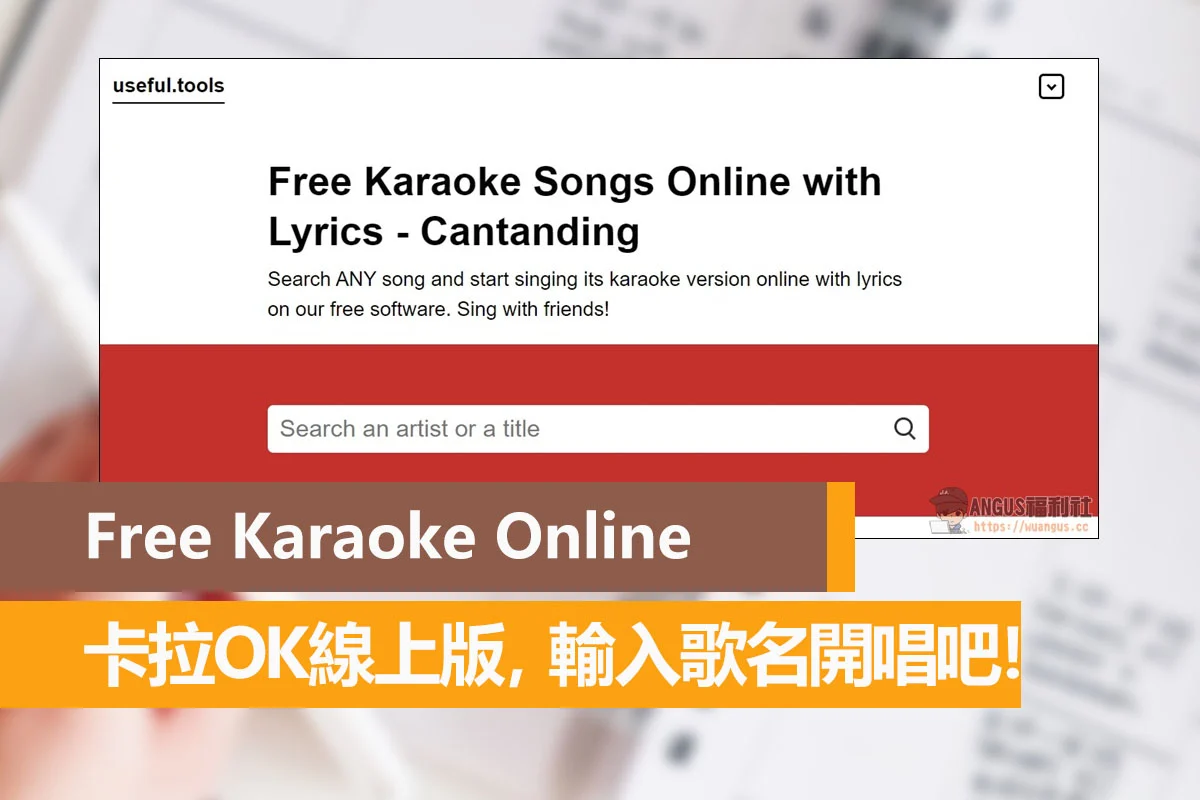 useful.tools
Free Karaoke Songs Online with
Lyrics - Cantanding
Search ANY song and start singing its karaoke version online with lyrics
on our free software. Sing with friends!
Search an artist or a title
ANGUS福利社
https://wuangus.cc
Free Karaoke Online
卡拉OK線上版, 輸入歌名開唱吧!